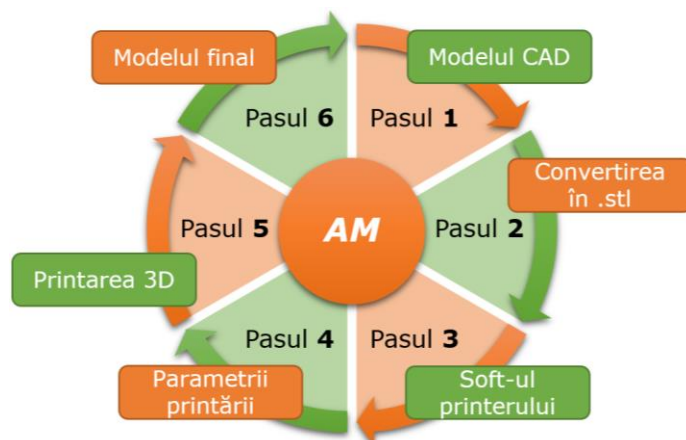 Modelul final
Modelul CAD
Pasul 6
Pasul 1
Convertirea
în .stl
Pasul 5
AM
Pasul 2
Printarea 3D
Pasul 4
Pasul 3
Parametrii
printării
Soft-ul
printerului